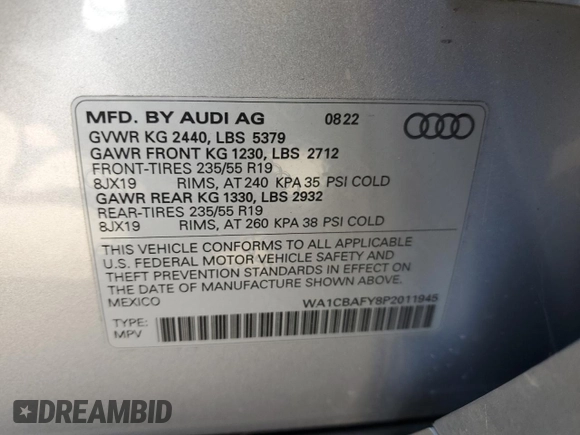 MFD. BY AUDI AG 08.22
GVWR KG 2440, LBS 5379
GAWR FRONT KG 1230, LBS 2712
FRONT-TIRES 235/55 R19
8JX19 RIMS, AT 240 KPA 35 PSI COLD
GAWR REAR KG 1330, LBS 2932
REAR-TIRES 235/55 R19
8JX19 RIMS, AT 260 KPA 38 PSI COLD
THIS VEHICLE CONFORMS TO ALL APPLICABLE
U.S. FEDERAL MOTOR VEHICLE SAFETY AND
THEFT PREVENTION STANDARDS IN EFFECT ON
THE DATE OF MANUFACTURE SHOWN ABOVE.
MEXICO WA1CBAFY8P2011945
TYPE:
MPV
DREAMBID